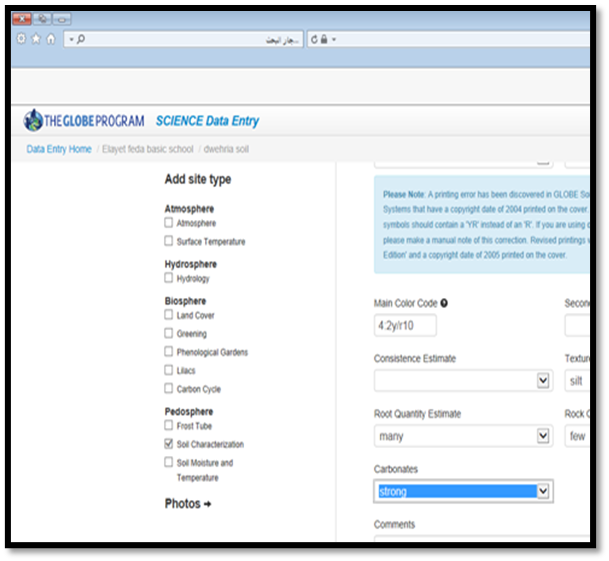 جار البحث...
THE GLOBE PROGRAM SCIENCE Data Entry
Data Entry Home / Elayet feda basic school / dwehria soil
Add site type
Atmosphere
Atmosphere
Surface Temperature
Hydrosphere
Hydrology
Biosphere
Land Cover
Greening
Phenological Gardens
Lilacs
Carbon Cycle
Pedosphere
Frost Tube
Soil Characterization
Soil Moisture and
Temperature
Photos
Please Note: A printing error has been discovered in GLOBE So
Systems that have a copyright date of 2004 printed on the cover.
symbols should contain a 'YR' instead of an 'R'. If you are using o
please make a manual note of this correction. Revised printings
Edition' and a copyright date of 2005 printed on the cover.
Main Color Code
Secon
4:2y/r10
Consistence Estimate
Textur
silt
Root Quantity Estimate
Rock
many
few
Carbonates
strong
Comments